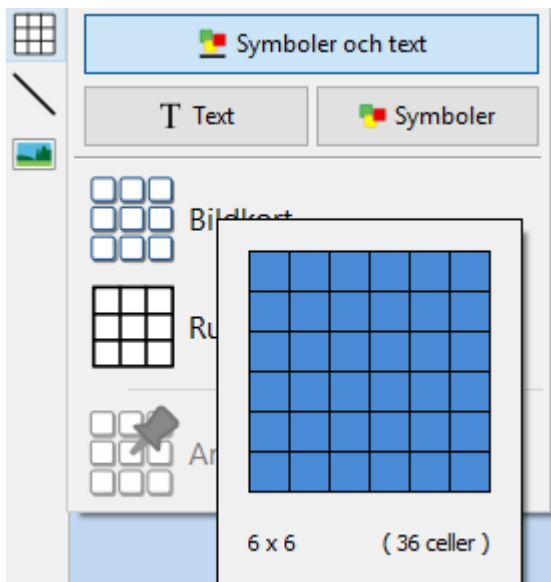 Symboler och text
T Text
Symboler
6 x 6 ( 36 celler )